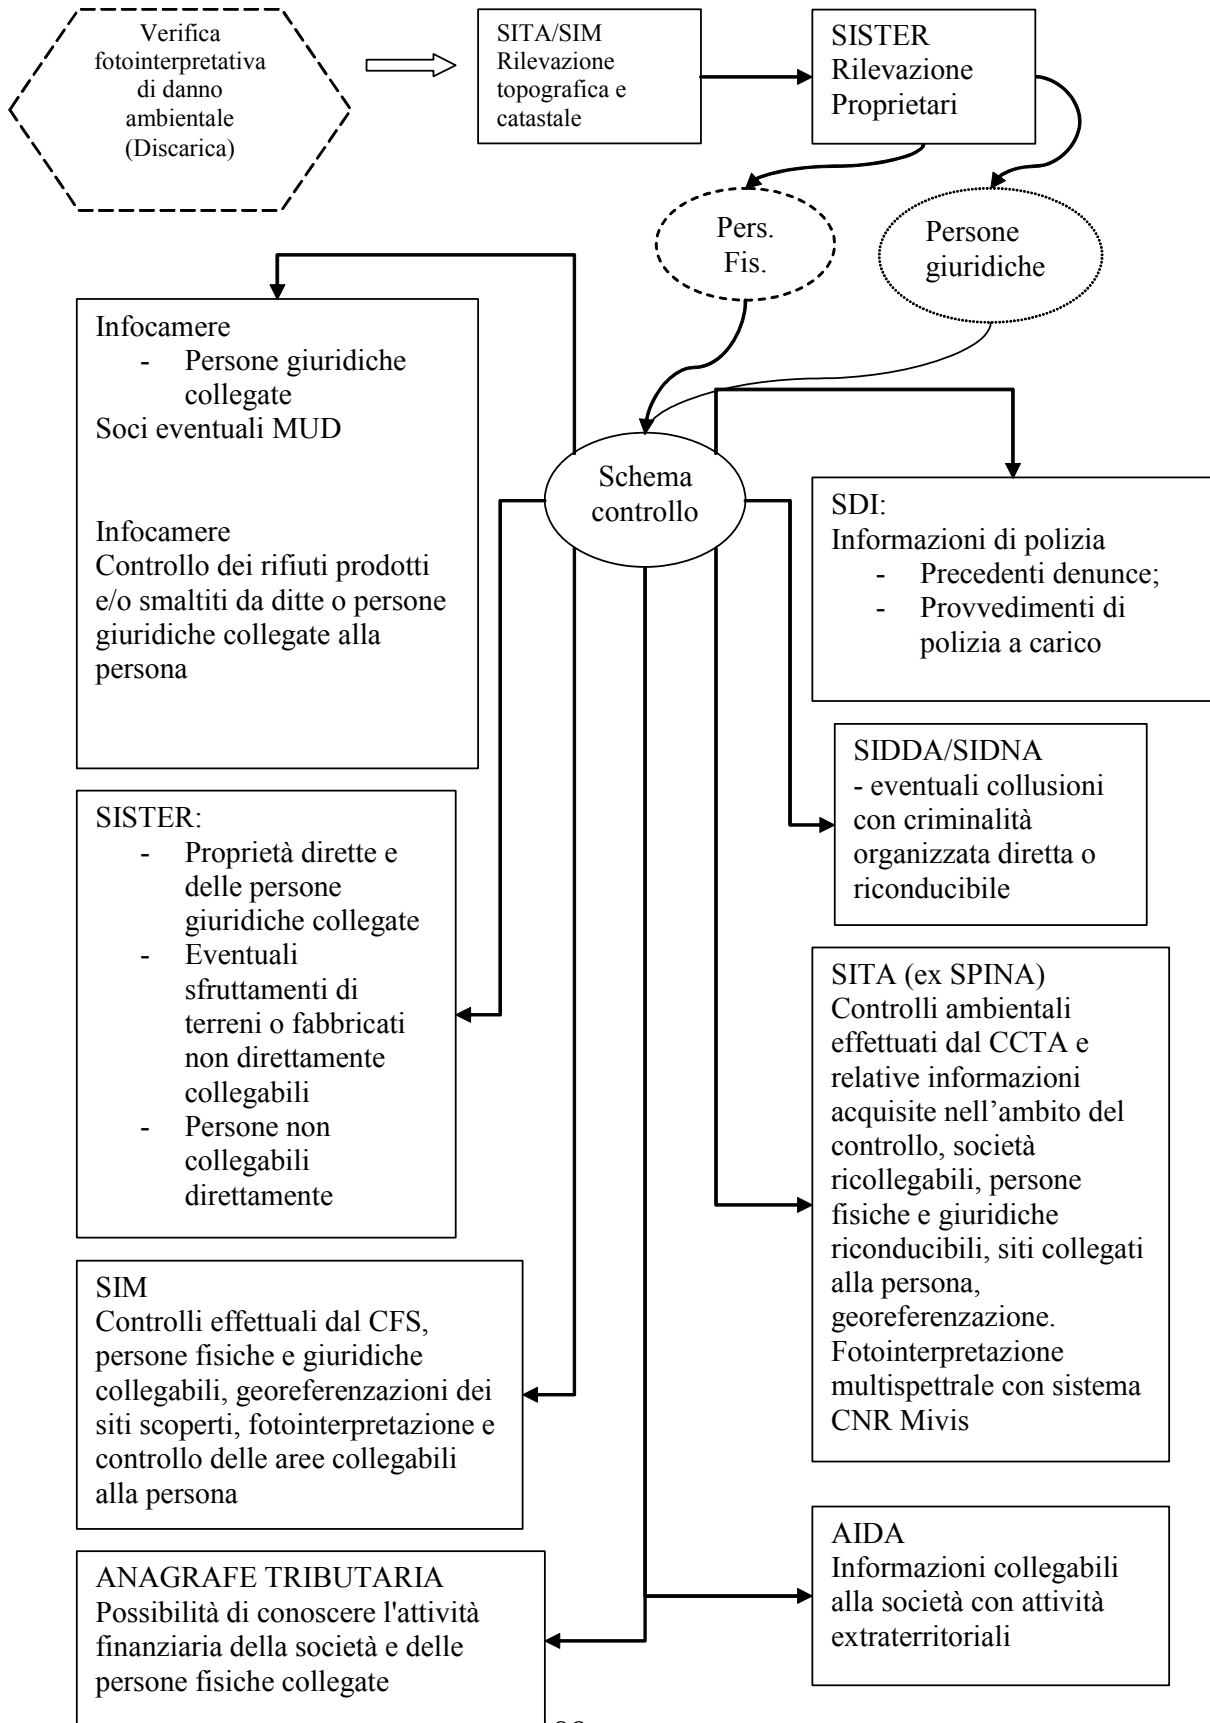 Verifica
fotointerpretativa
di danno
ambientale
(Discarica)
SITA/SIM
Rilevazione
topografica e
catastale
SISTER
Rilevazione
Proprietari
Pers.
Fis.
Persone
giuridiche
Infocamere
- Persone giuridiche
collegate
Soci eventuali MUD
Infocamere
Controllo dei rifiuti prodotti
e/o smaltiti da ditte o persone
giuridiche collegate alla
persona
Schema
controllo
SDI:
Informazioni di polizia
- Precedenti denunce;
- Provvedimenti di
polizia a carico
SIDDA/SIDNA
- eventuali collusioni
con criminalità
organizzata diretta o
riconducibile
SISTER:
- Proprietà dirette e
delle persone
giuridiche collegate
- Eventuali
sfruttamenti di
terreni o fabbricati
non direttamente
collegabili
- Persone non
collegabili
direttamente
SITA (ex SPINA)
Controlli ambientali
effettuati dal CCTA e
relative informazioni
acquisite nell’ambito del
controllo, società
ricollegabili, persone
fisiche e giuridiche
riconducibili, siti collegati
alla persona,
georeferenzazione.
Fotointerpretazione
multispettrale con sistema
CNR Mivis
SIM
Controlli effettuali dal CFS,
persone fisiche e giuridiche
collegabili, georeferenzazioni dei
siti scoperti, fotointerpretazione e
controllo delle aree collegabili
alla persona
ANAGRAFE TRIBUTARIA
Possibilità di conoscere l'attività
finanziaria della società e delle
persone fisiche collegate
AIDA
Informazioni collegabili
alla società con attività
extraterritoriali